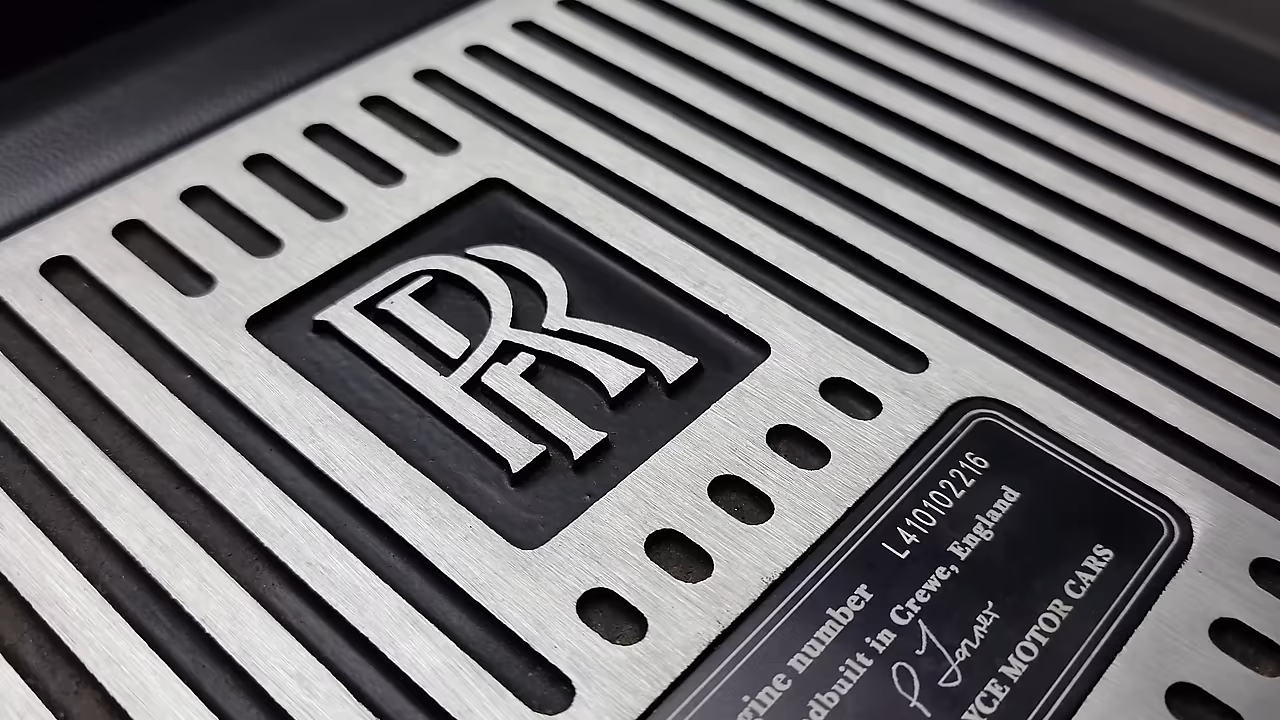 RR
gine number L410102216
dbuilt in Crewe, England
YCE MOTOR CARS